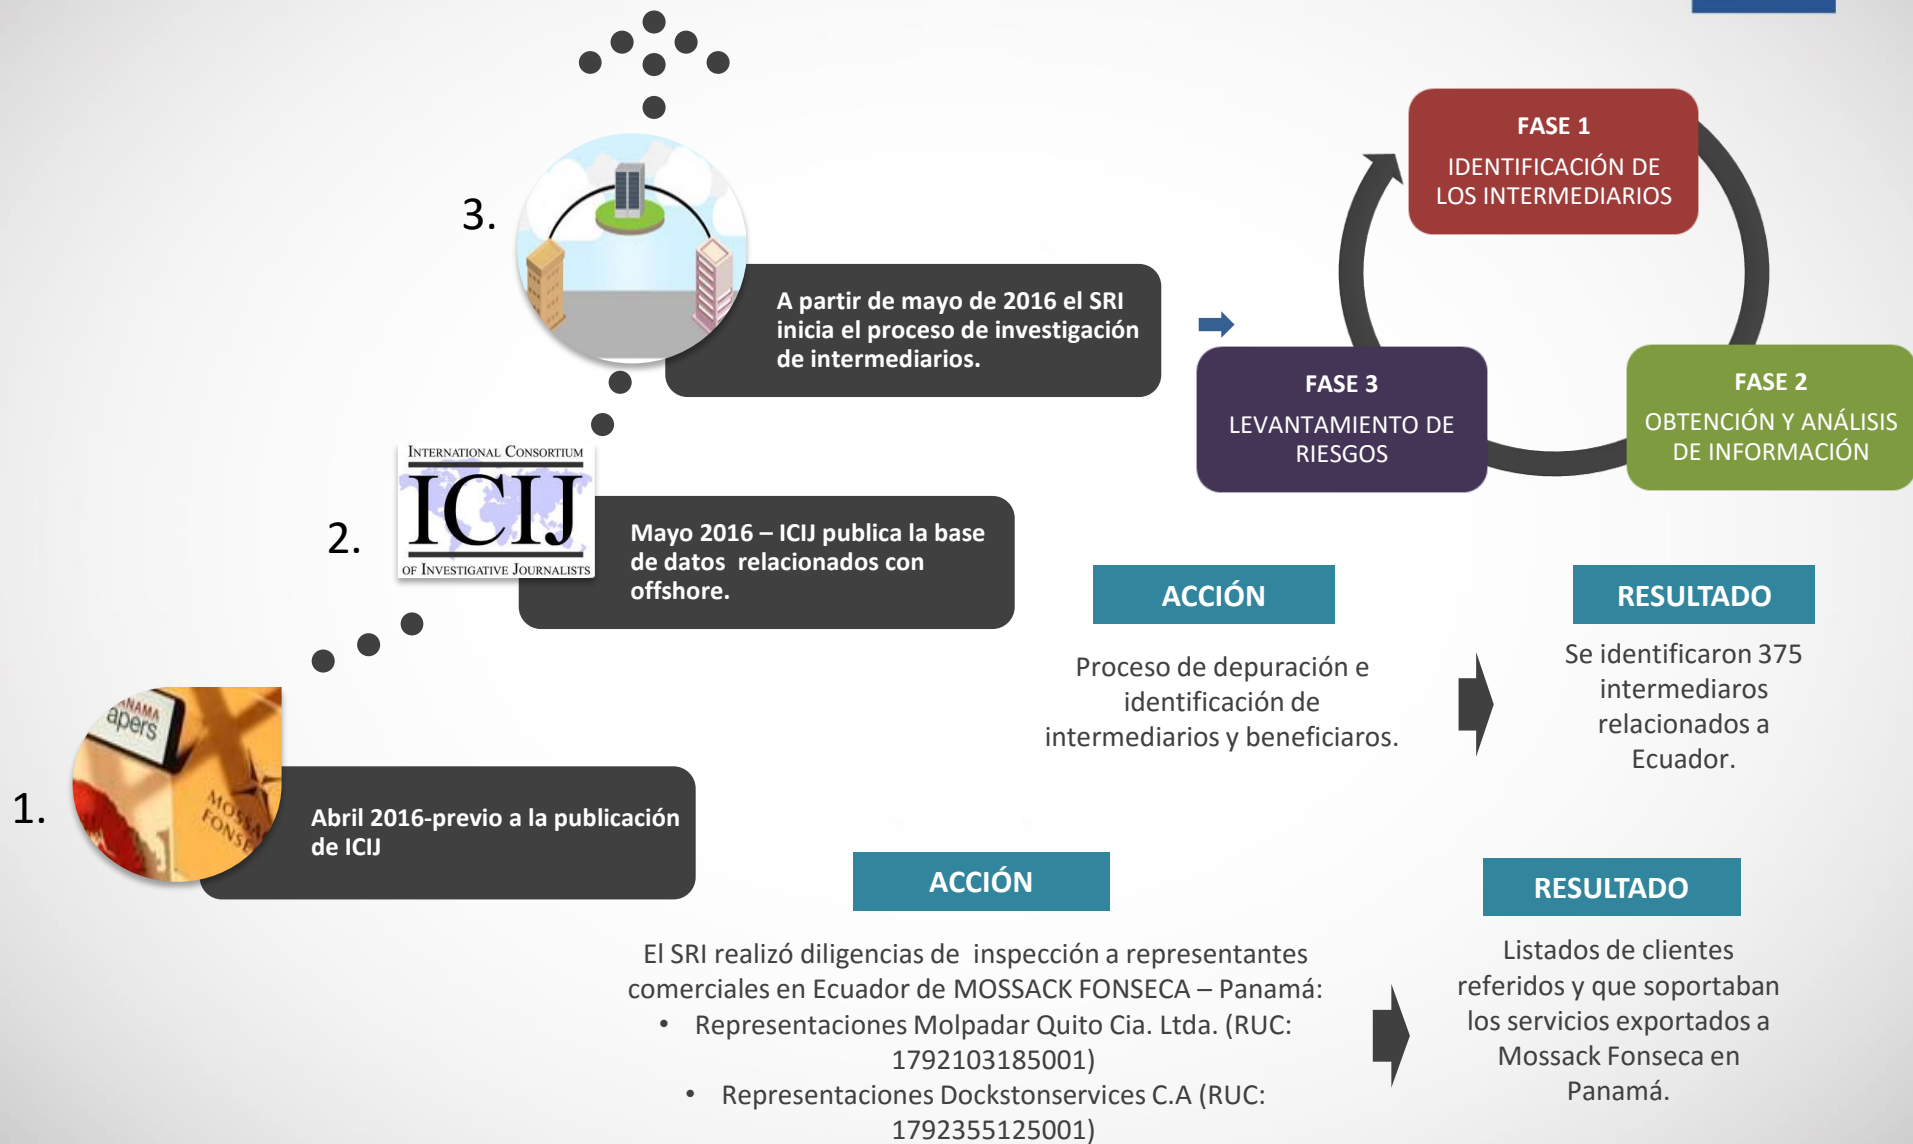 3.
A partir de mayo de 2016 el SRI
inicia el proceso de investigación
de intermediarios.
FASE 1
IDENTIFICACIÓN DE
LOS INTERMEDIARIOS
FASE 2
OBTENCIÓN Y ANÁLISIS
DE INFORMACIÓN
FASE 3
LEVANTAMIENTO DE
RIESGOS
2.
INTERNATIONAL CONSORTIUM
ICIJ
OF INVESTIGATIVE JOURNALISTS
Mayo 2016 – ICIJ publica la base
de datos relacionados con
offshore.
ACCIÓN
Proceso de depuración e
identificación de
intermediarios y beneficiaros.
RESULTADO
Se identificaron 375
intermediaros
relacionados a
Ecuador.
1.
apers
MOSSA
FONSE
Abril 2016-previo a la publicación
de ICIJ
ACCIÓN
El SRI realizó diligencias de inspección a representantes
comerciales en Ecuador de MOSSACK FONSECA – Panamá:
• Representaciones Molpadar Quito Cia. Ltda. (RUC:
1792103185001)
• Representaciones Dockstonservices C.A (RUC:
1792355125001)
RESULTADO
Listados de clientes
referidos y que soportaban
los servicios exportados a
Mossack Fonseca en
Panamá.